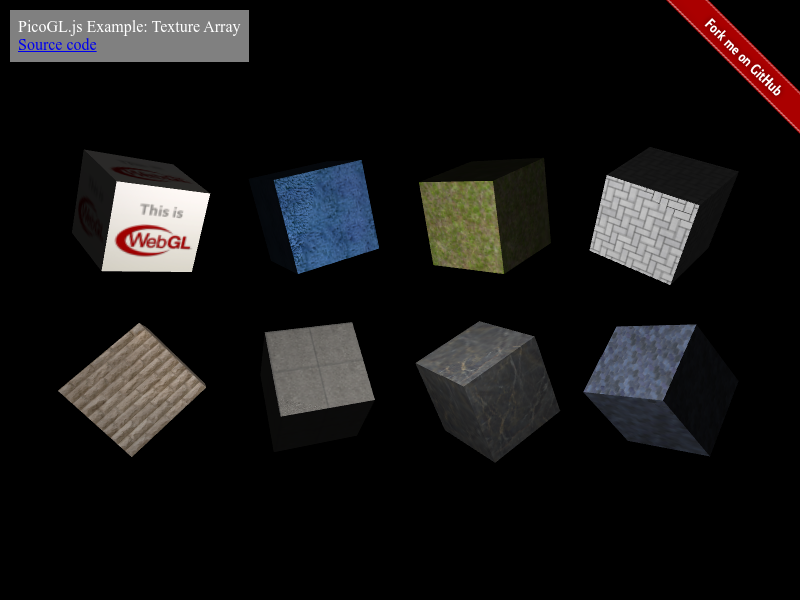 PicoGL.js Example: Texture Array
Source code
Fork me on GitHub
This is
WebGL